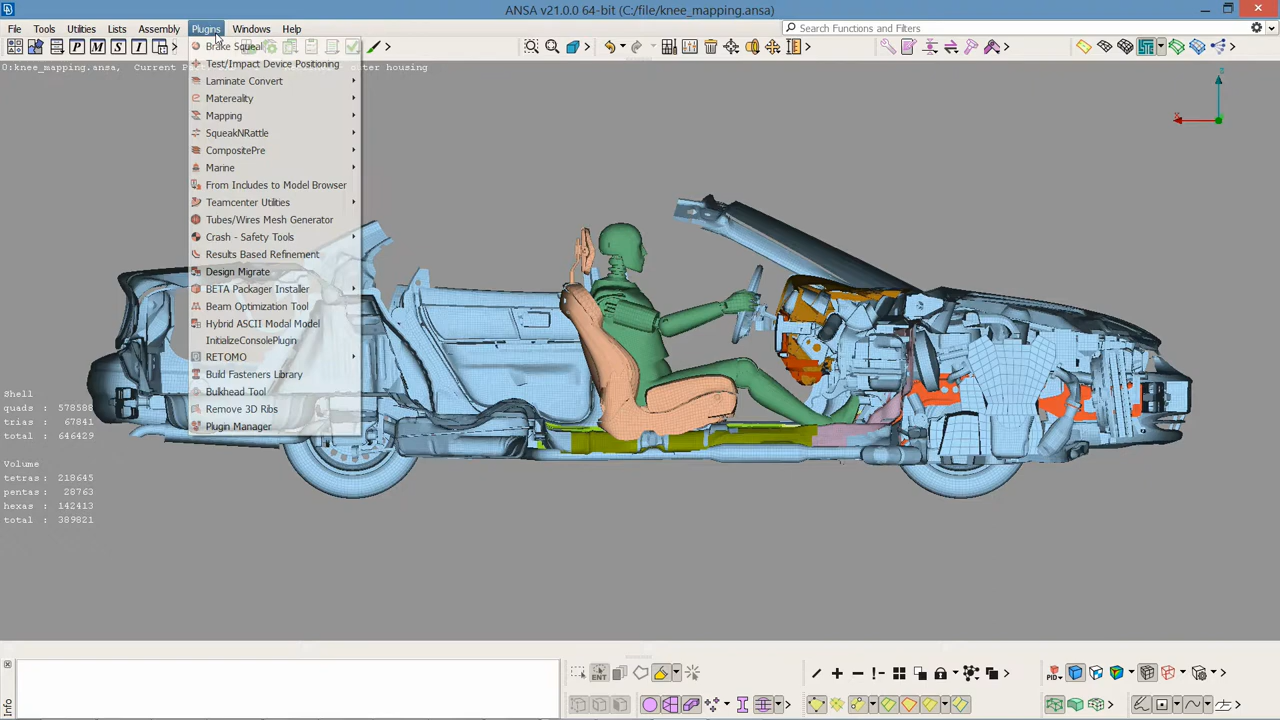 ANSA v21.0.0 64-bit (C:/file/knee_mapping.ansa)
File Tools Utilities Lists Assembly Plugins Windows Help
Search Functions and Filters
P M S I
0:knee_mapping.ansa, Current P
ter housing
Brake Squeal
Test/Impact Device Positioning
Laminate Convert
Matereality
Mapping
SqueakNRattle
CompositePre
Marine
From Includes to Model Browser
Teamcenter Utilities
Tubes/Wires Mesh Generator
Crash - Safety Tools
Results Based Refinement
Design Migrate
BETA Packager Installer
Beam Optimization Tool
Hybrid ASCII Modal Model
InitializeConsolePlugin
RETOMO
Build Fasteners Library
Bulkhead Tool
Remove 3D Ribs
Plugin Manager
Shell
quads : 578588
trias : 67841
total : 646429
Volume
tetras : 218645
pentas : 28763
hexas : 142413
total : 389821
Z
X
Info
ENT
PID